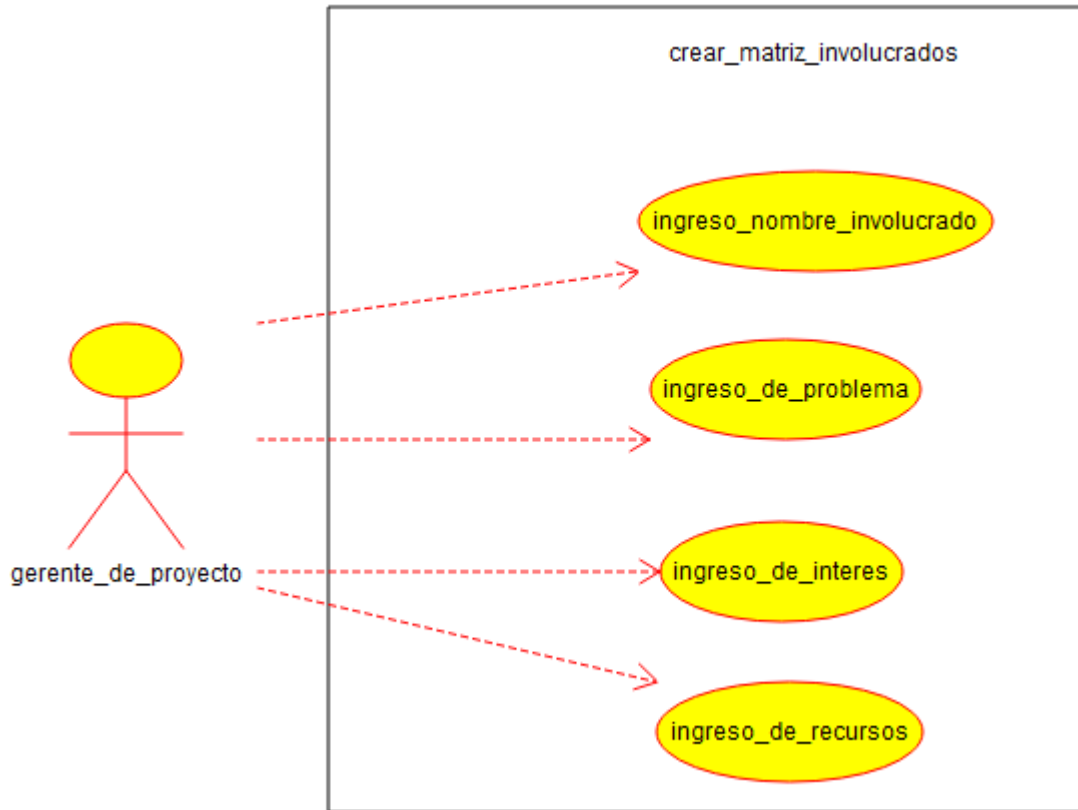 crear_matriz_involucrados
ingreso_nombre_involucrado
ingreso_de_problema
ingreso_de_interes
gerente_de_proyecto
ingreso_de_recursos